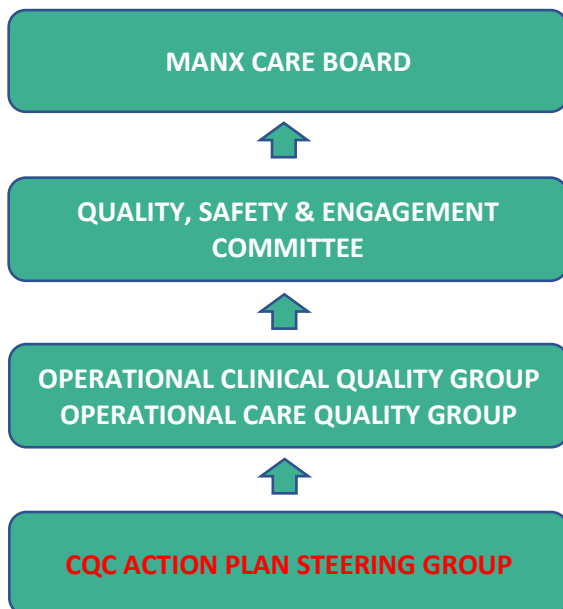 MANX CARE BOARD
QUALITY, SAFETY & ENGAGEMENT
COMMITTEE
OPERATIONAL CLINICAL QUALITY GROUP
OPERATIONAL CARE QUALITY GROUP
CQC ACTION PLAN STEERING GROUP